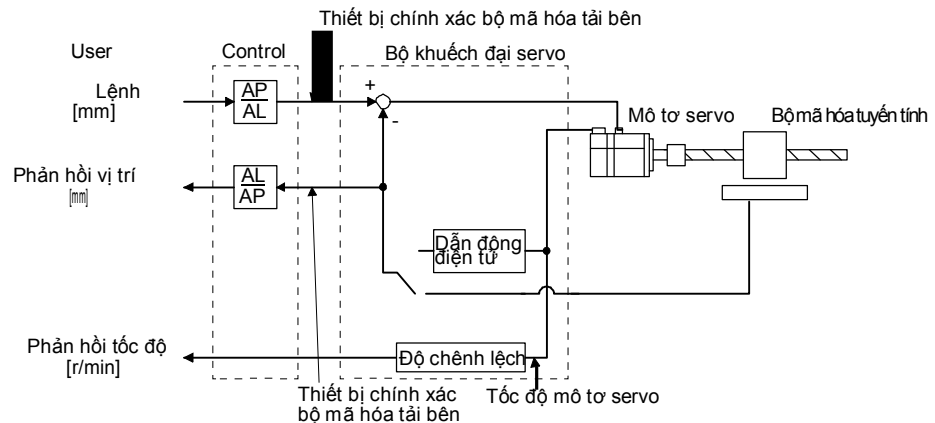 Thiết bị chính xác bộ mã hóa tải bên
User
Control
Bộ khuếch đại servo
Lệnh
[mm]
AP
AL
+
-
Mô tơ servo
Bộ mã hóa tuyến tính
Phản hồi vị trí
[mm]
AL
AP
Dẫn động
điện tử
Phản hồi tốc độ
[r/min]
Độ chênh lệch
Thiết bị chính xác
bộ mã hóa tải bên
Tốc độ mô tơ servo